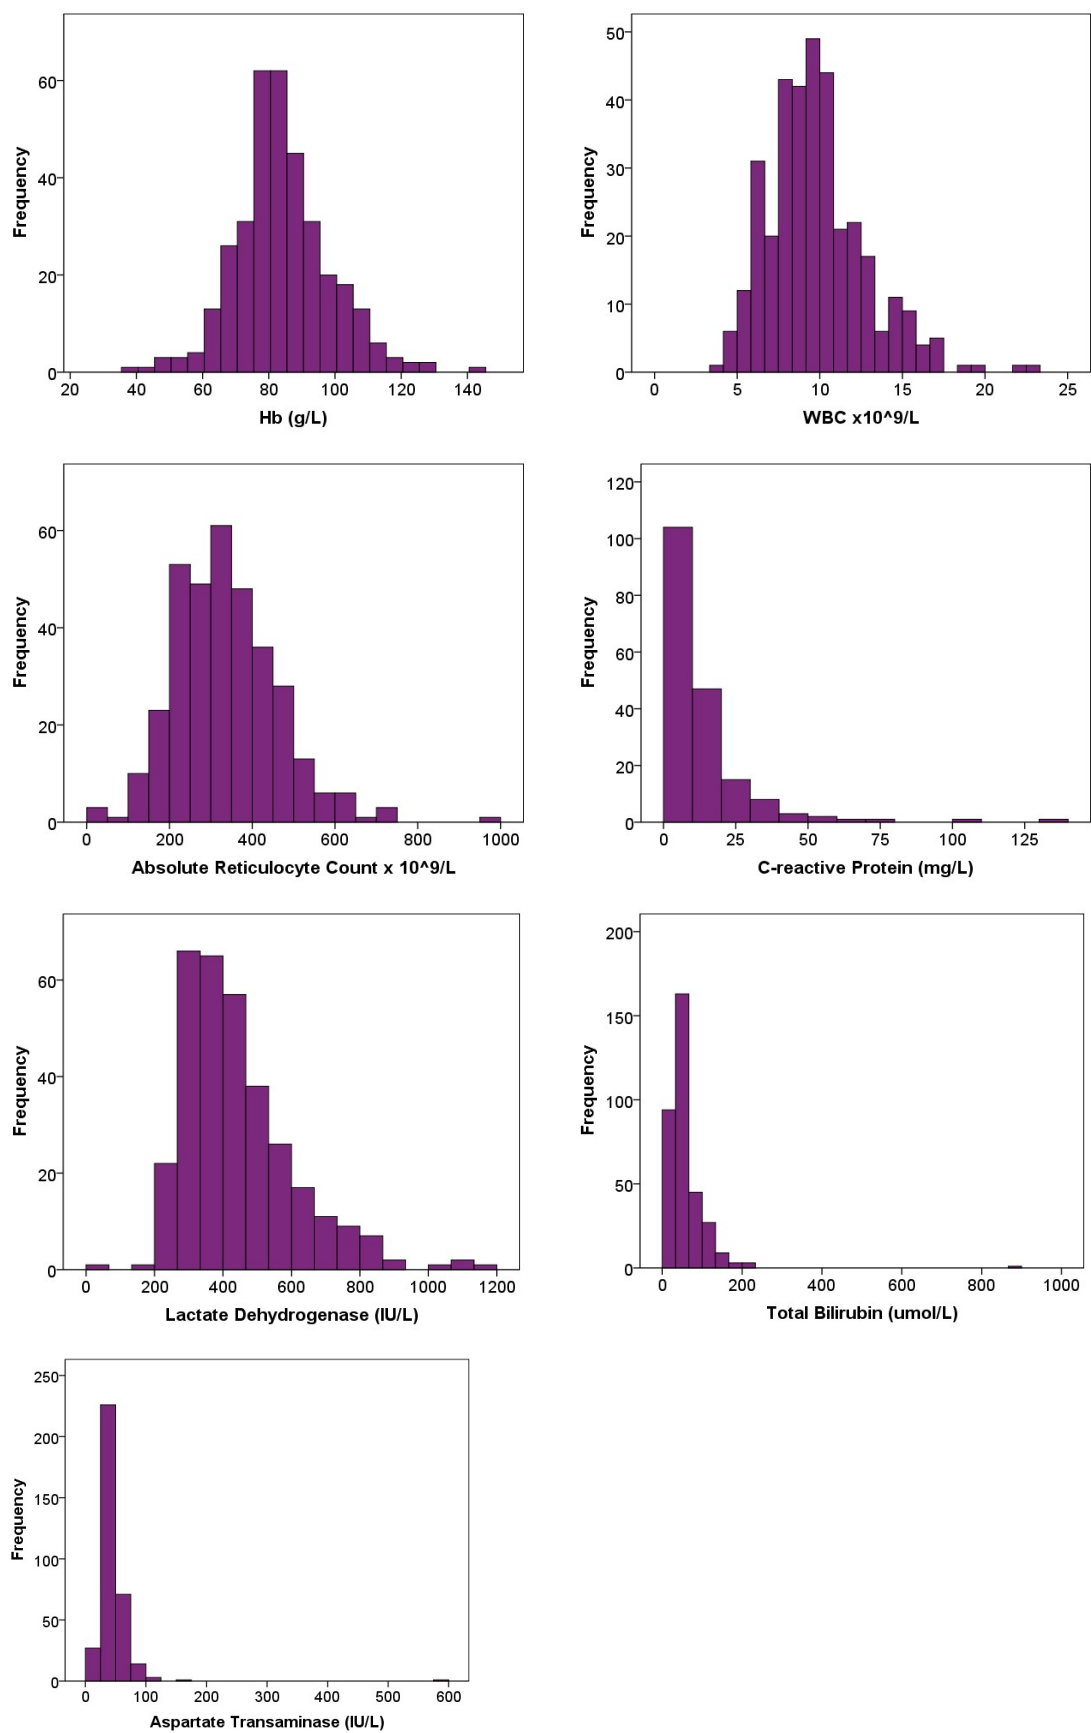 Frequency
60
40
20
0
20 40 60 80 100 120 140
Hb (g/L)
Frequency
50
40
30
20
10
0
0 5 10 15 20 25
WBC x10^9/L
Frequency
60
40
20
0
0 200 400 600 800 1000
Absolute Reticulocyte Count x 10^9/L
Frequency
120
100
80
60
40
20
0
0 25 50 75 100 125
C-reactive Protein (mg/L)
Frequency
60
40
20
0
0 200 400 600 800 1000 1200
Lactate Dehydrogenase (IU/L)
Frequency
200
150
100
50
0
0 200 400 600 800 1000
Total Bilirubin (umol/L)
Frequency
250
200
150
100
50
0
0 100 200 300 400 500 600
Aspartate Transaminase (IU/L)